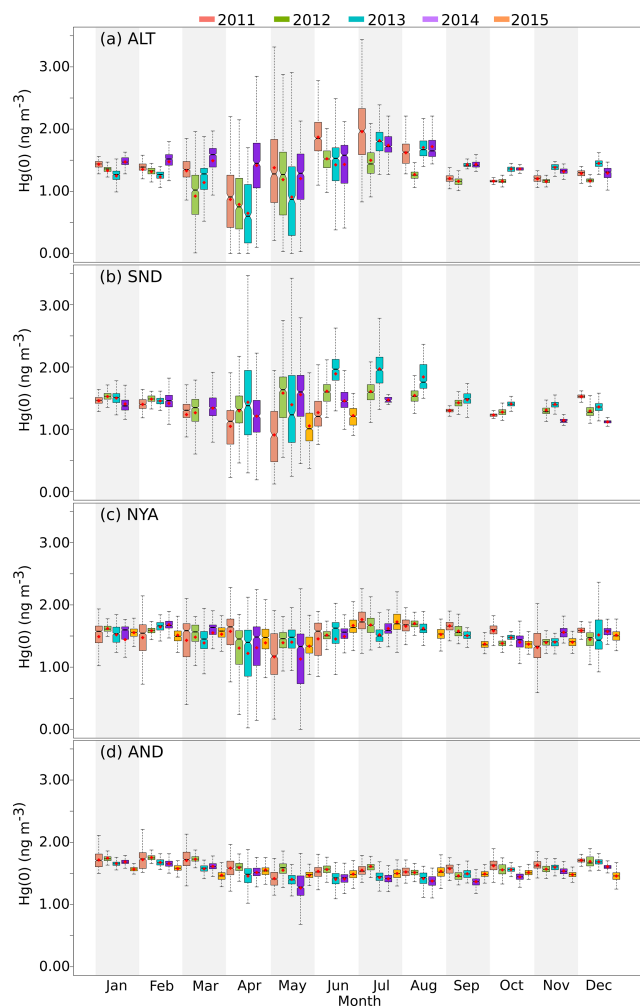 2011 2012 2013 2014 2015
(a) ALT
3.00
2.00
1.00
0.00
Hg(0) (ng m⁻³)
(b) SND
3.00
2.00
1.00
0.00
Hg(0) (ng m⁻³)
(c) NYA
3.00
2.00
1.00
0.00
Hg(0) (ng m⁻³)
(d) AND
3.00
2.00
1.00
0.00
Hg(0) (ng m⁻³)
Jan Feb Mar Apr May Jun Jul Aug Sep Oct Nov Dec
Month